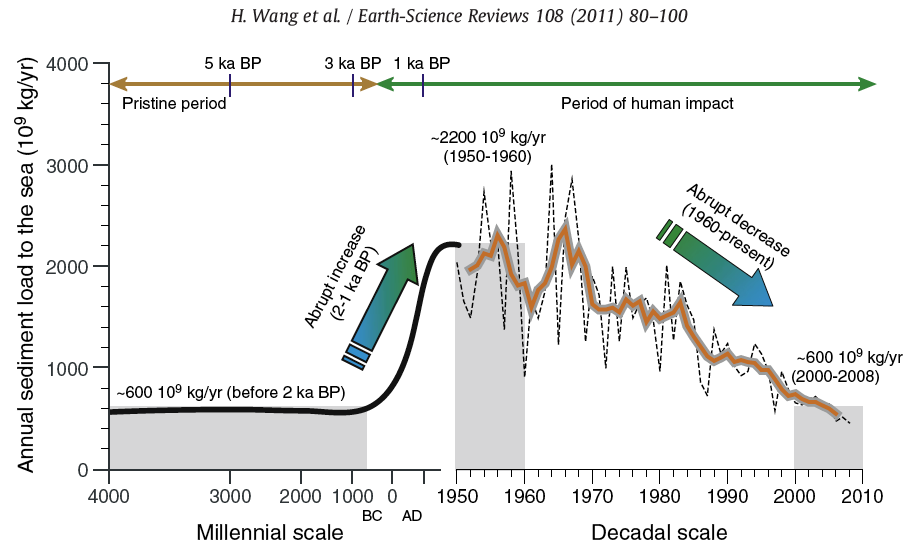 H. Wang et al. / Earth-Science Reviews 108 (2011) 80–100
Annual sediment load to the sea (10⁹ kg/yr)
4000
3000
2000
1000
0
5 ka BP
3 ka BP
1 ka BP
Pristine period
Period of human impact
~2200 10⁹ kg/yr
(1950-1960)
Abrupt increase
(2-1 ka BP)
Abrupt decrease
(1960-present)
~600 10⁹ kg/yr (before 2 ka BP)
~600 10⁹ kg/yr
(2000-2008)
4000 3000 2000 1000 0
BC AD
1950 1960 1970 1980 1990 2000 2010
Millennial scale
Decadal scale